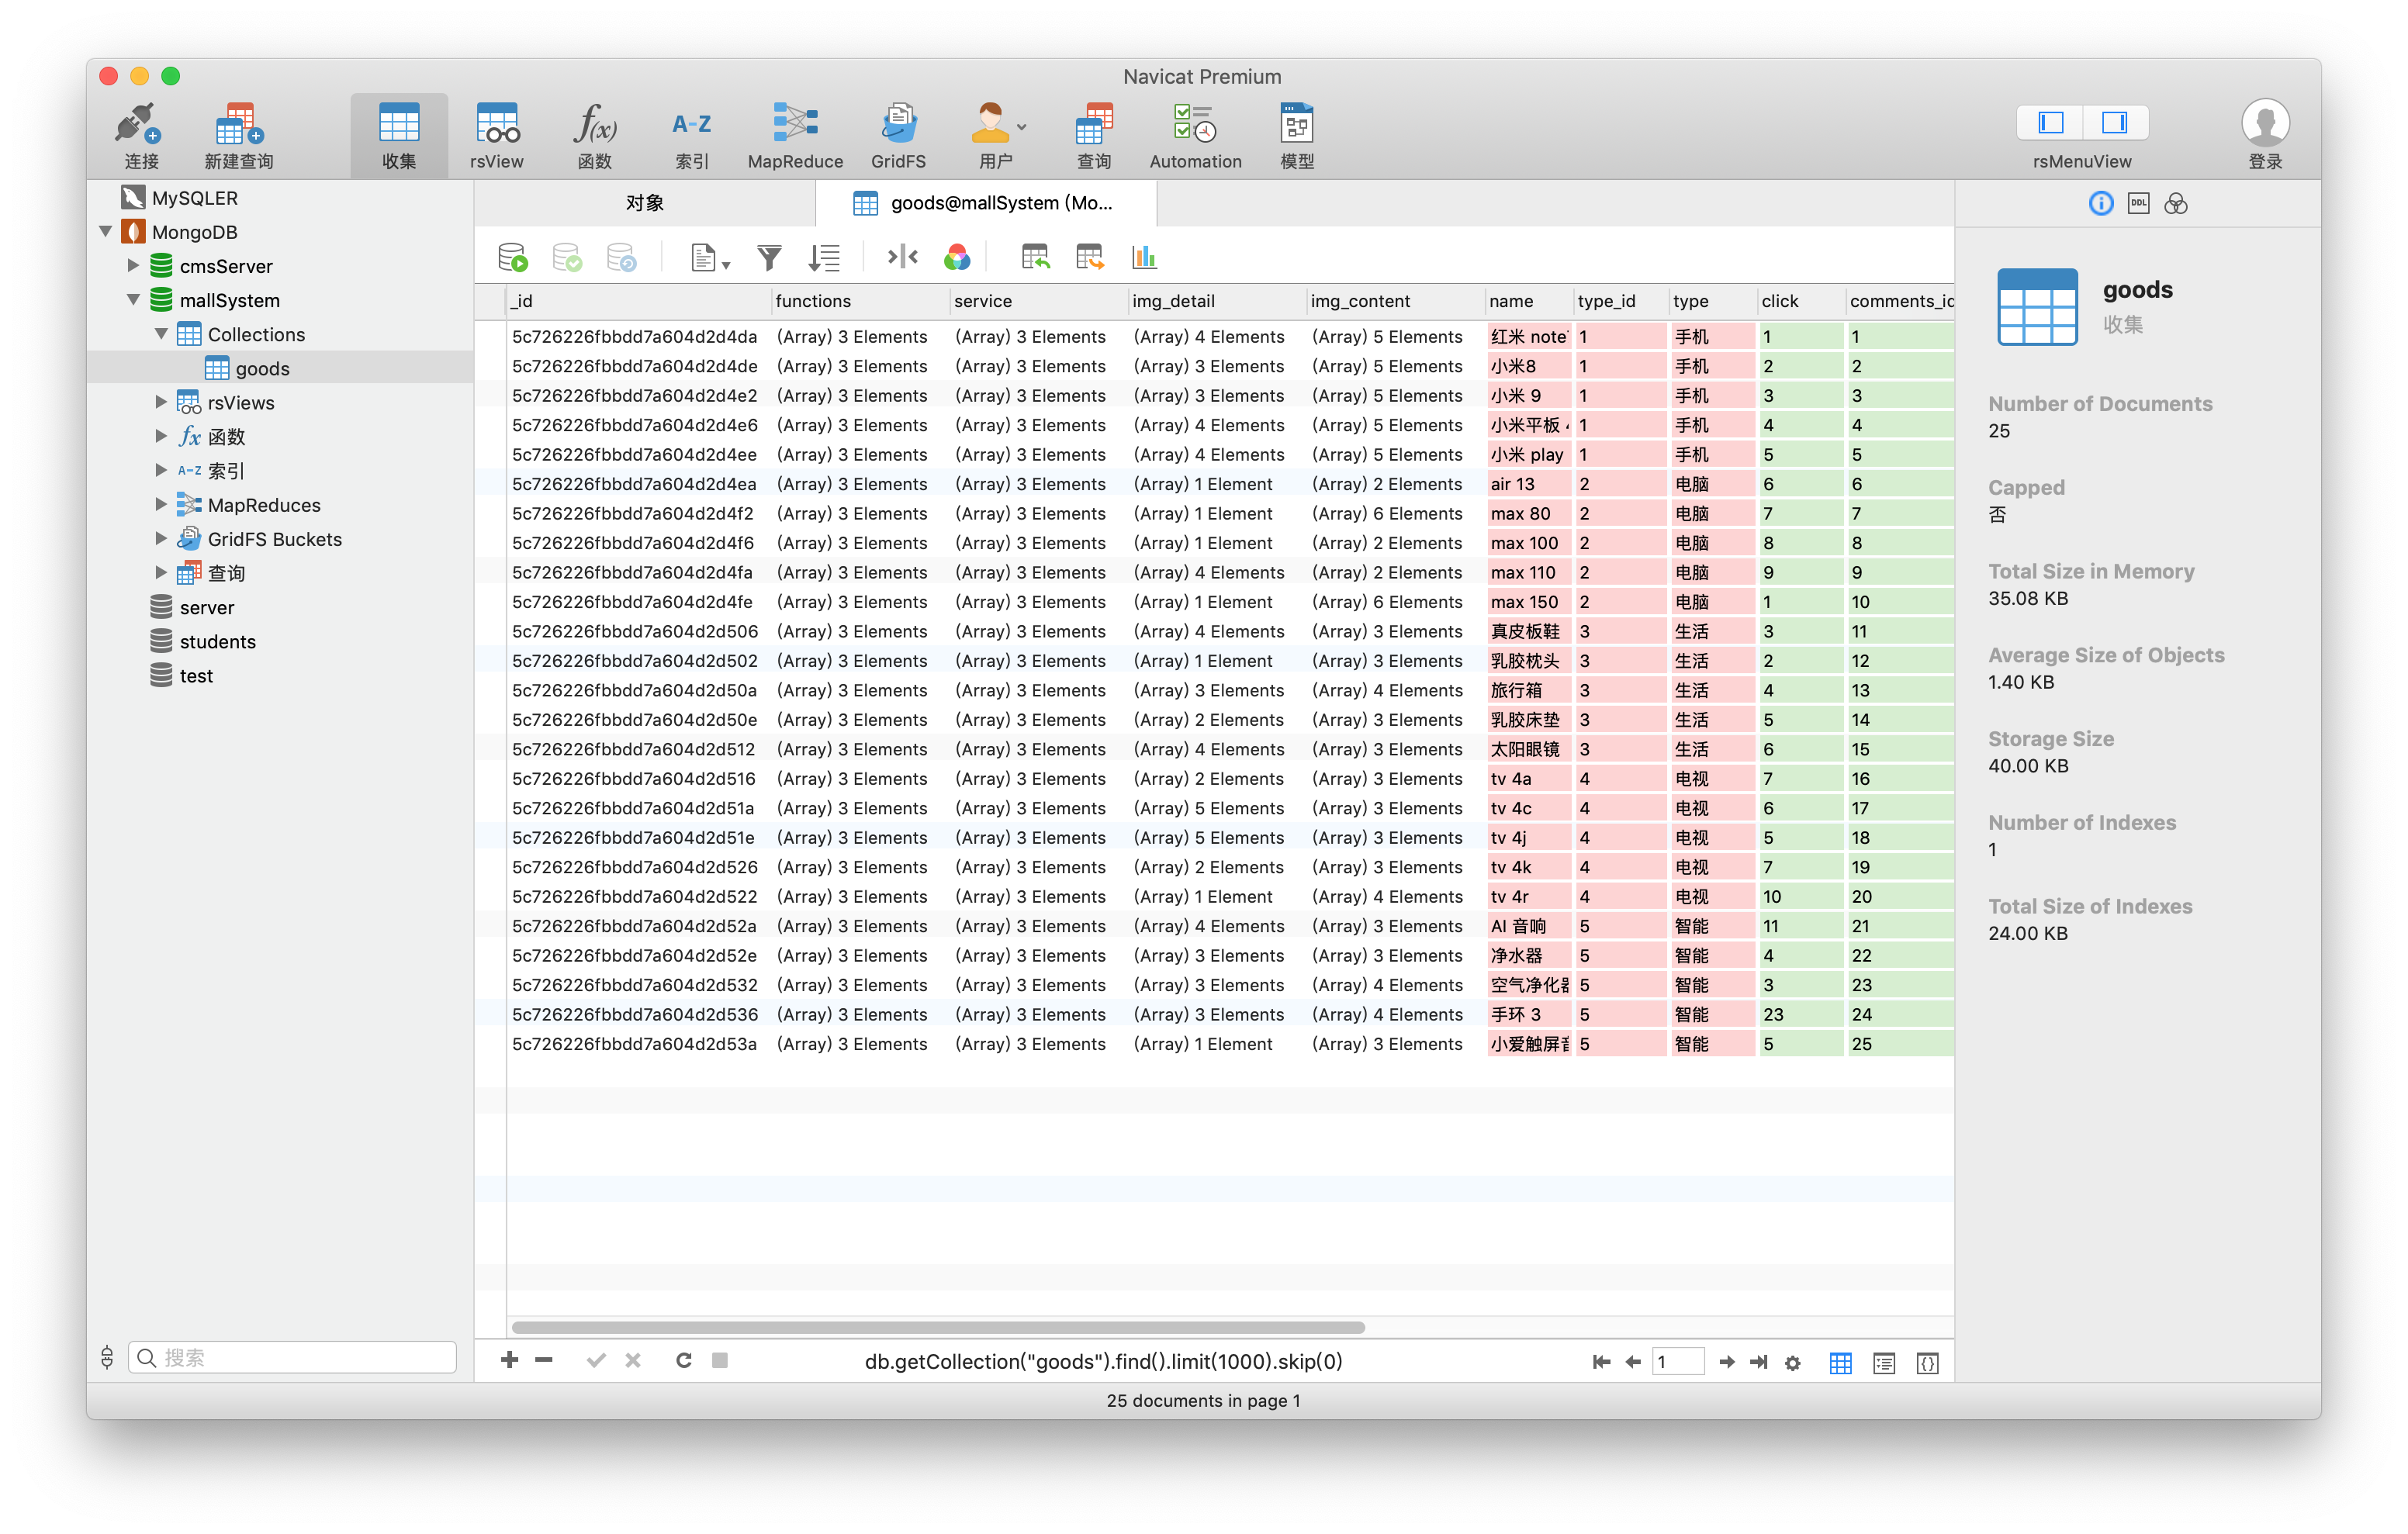 Navicat Premium
连接 新建查询 收集 rsView 函数 索引 MapReduce GridFS 用户 查询 Automation 模型 rsMenuView 登录
MySQLER
MongoDB
cmsServer
mallSystem
Collections
goods
rsViews
函数
索引
MapReduces
GridFS Buckets
查询
server
students
test
搜索
对象 goods@mallSystem (Mo...
_id functions service img_detail img_content name type_id type click comments_id
5c726226fbbdd7a604d2d4da (Array) 3 Elements (Array) 3 Elements (Array) 4 Elements (Array) 5 Elements 红米 note 1 手机 1 1
5c726226fbbdd7a604d2d4de (Array) 3 Elements (Array) 3 Elements (Array) 3 Elements (Array) 5 Elements 小米8 1 手机 2 2
5c726226fbbdd7a604d2d4e2 (Array) 3 Elements (Array) 3 Elements (Array) 3 Elements (Array) 5 Elements 小米 9 1 手机 3 3
5c726226fbbdd7a604d2d4e6 (Array) 3 Elements (Array) 3 Elements (Array) 4 Elements (Array) 5 Elements 小米平板 1 手机 4 4
5c726226fbbdd7a604d2d4ee (Array) 3 Elements (Array) 3 Elements (Array) 4 Elements (Array) 5 Elements 小米 play 1 手机 5 5
5c726226fbbdd7a604d2d4ea (Array) 3 Elements (Array) 3 Elements (Array) 1 Element (Array) 2 Elements air 13 2 电脑 6 6
5c726226fbbdd7a604d2d4f2 (Array) 3 Elements (Array) 3 Elements (Array) 1 Element (Array) 6 Elements max 80 2 电脑 7 7
5c726226fbbdd7a604d2d4f6 (Array) 3 Elements (Array) 3 Elements (Array) 1 Element (Array) 2 Elements max 100 2 电脑 8 8
5c726226fbbdd7a604d2d4fa (Array) 3 Elements (Array) 3 Elements (Array) 4 Elements (Array) 2 Elements max 110 2 电脑 9 9
5c726226fbbdd7a604d2d4fe (Array) 3 Elements (Array) 3 Elements (Array) 1 Element (Array) 6 Elements max 150 2 电脑 1 10
5c726226fbbdd7a604d2d506 (Array) 3 Elements (Array) 3 Elements (Array) 4 Elements (Array) 3 Elements 真皮板鞋 3 生活 3 11
5c726226fbbdd7a604d2d502 (Array) 3 Elements (Array) 3 Elements (Array) 1 Element (Array) 3 Elements 乳胶枕头 3 生活 2 12
5c726226fbbdd7a604d2d50a (Array) 3 Elements (Array) 3 Elements (Array) 3 Elements (Array) 4 Elements 旅行箱 3 生活 4 13
5c726226fbbdd7a604d2d50e (Array) 3 Elements (Array) 3 Elements (Array) 2 Elements (Array) 3 Elements 乳胶床垫 3 生活 5 14
5c726226fbbdd7a604d2d512 (Array) 3 Elements (Array) 3 Elements (Array) 4 Elements (Array) 3 Elements 太阳眼镜 3 生活 6 15
5c726226fbbdd7a604d2d516 (Array) 3 Elements (Array) 3 Elements (Array) 2 Elements (Array) 3 Elements tv 4a 4 电视 7 16
5c726226fbbdd7a604d2d51a (Array) 3 Elements (Array) 3 Elements (Array) 5 Elements (Array) 3 Elements tv 4c 4 电视 6 17
5c726226fbbdd7a604d2d51e (Array) 3 Elements (Array) 3 Elements (Array) 5 Elements (Array) 3 Elements tv 4j 4 电视 5 18
5c726226fbbdd7a604d2d526 (Array) 3 Elements (Array) 3 Elements (Array) 2 Elements (Array) 3 Elements tv 4k 4 电视 7 19
5c726226fbbdd7a604d2d522 (Array) 3 Elements (Array) 3 Elements (Array) 1 Element (Array) 4 Elements tv 4r 4 电视 10 20
5c726226fbbdd7a604d2d52a (Array) 3 Elements (Array) 3 Elements (Array) 4 Elements (Array) 3 Elements AI 音响 5 智能 11 21
5c726226fbbdd7a604d2d52e (Array) 3 Elements (Array) 3 Elements (Array) 3 Elements (Array) 3 Elements 净水器 5 智能 4 22
5c726226fbbdd7a604d2d532 (Array) 3 Elements (Array) 3 Elements (Array) 3 Elements (Array) 4 Elements 空气净化器 5 智能 3 23
5c726226fbbdd7a604d2d536 (Array) 3 Elements (Array) 3 Elements (Array) 3 Elements (Array) 4 Elements 手环 3 5 智能 23 24
5c726226fbbdd7a604d2d53a (Array) 3 Elements (Array) 3 Elements (Array) 1 Element (Array) 3 Elements 小爱触屏 5 智能 5 25
db.getCollection("goods").find().limit(1000).skip(0) 1
25 documents in page 1
DDL
goods
收集
Number of Documents
25
Capped
否
Total Size in Memory
35.08 KB
Average Size of Objects
1.40 KB
Storage Size
40.00 KB
Number of Indexes
1
Total Size of Indexes
24.00 KB